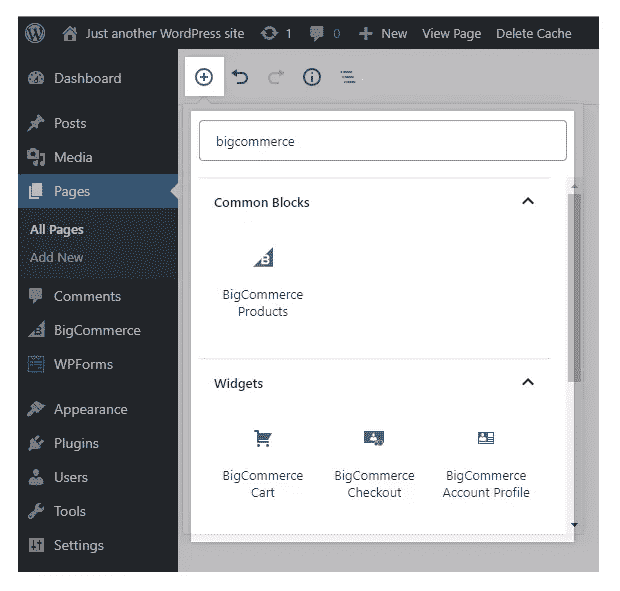 Just another WordPress site 1 0 New View Page Delete Cache
Dashboard
Posts
Media
Pages
All Pages
Add New
Comments
BigCommerce
WPForms
Appearance
Plugins
Users
Tools
Settings
bigcommerce
Common Blocks
BigCommerce
Products
Widgets
BigCommerce
Cart
BigCommerce
Checkout
BigCommerce
Account Profile